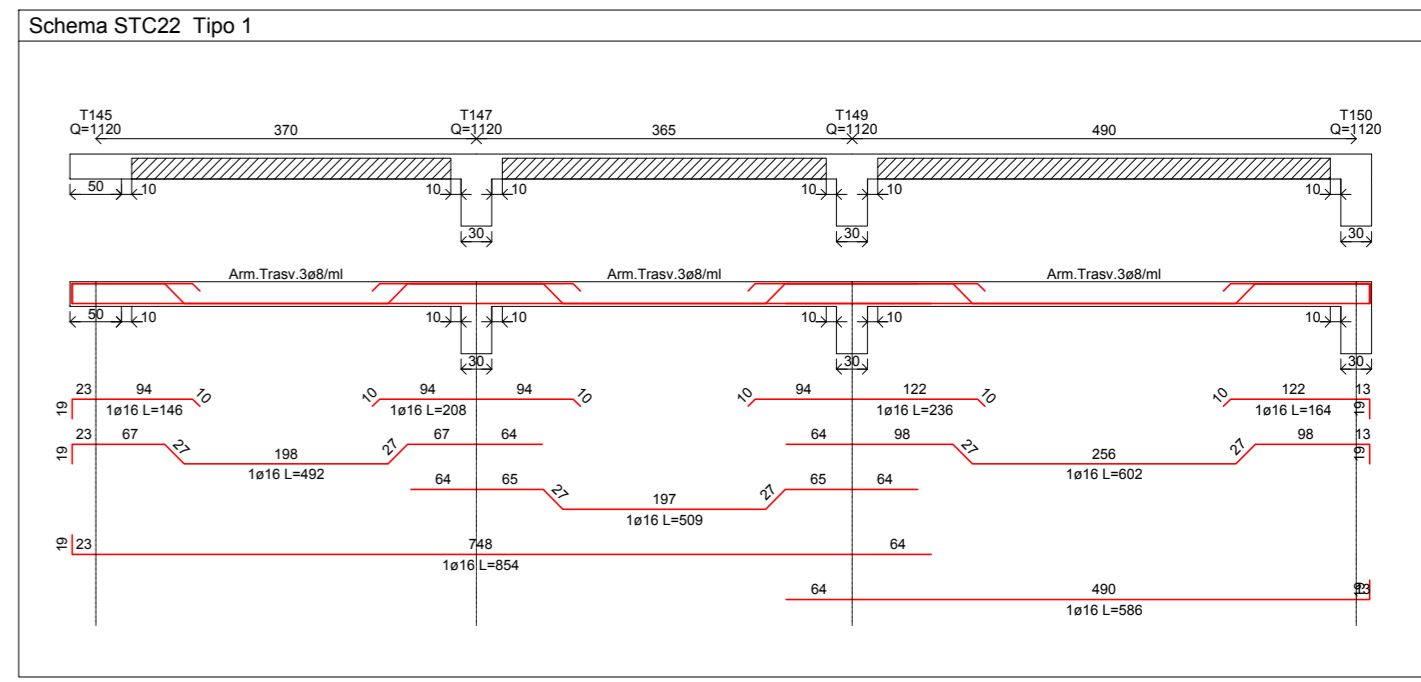 Schema STC22 Tipo 1
T145 T147 T149 T150
Q=1120 370 Q=1120 365 Q=1120 490 Q=1120
50 10 10 10 10 10 10
30 30 30
Arm.Trasv.3ø8/ml Arm.Trasv.3ø8/ml Arm.Trasv.3ø8/ml
50 10 10 10 10 10 10
30 30 30
23 94 10 10 94 94 10 10 94 122 10 10 122 13
19 1ø16 L=146 1ø16 L=208 1ø16 L=236 1ø16 L=164 19
23 67 27 198 27 67 64 64 98 27 256 27 98 13
19 1ø16 L=492 1ø16 L=602 19
64 65 27 197 27 65 64
1ø16 L=509
19 23 748 64
1ø16 L=854
64 490 19 13
1ø16 L=586